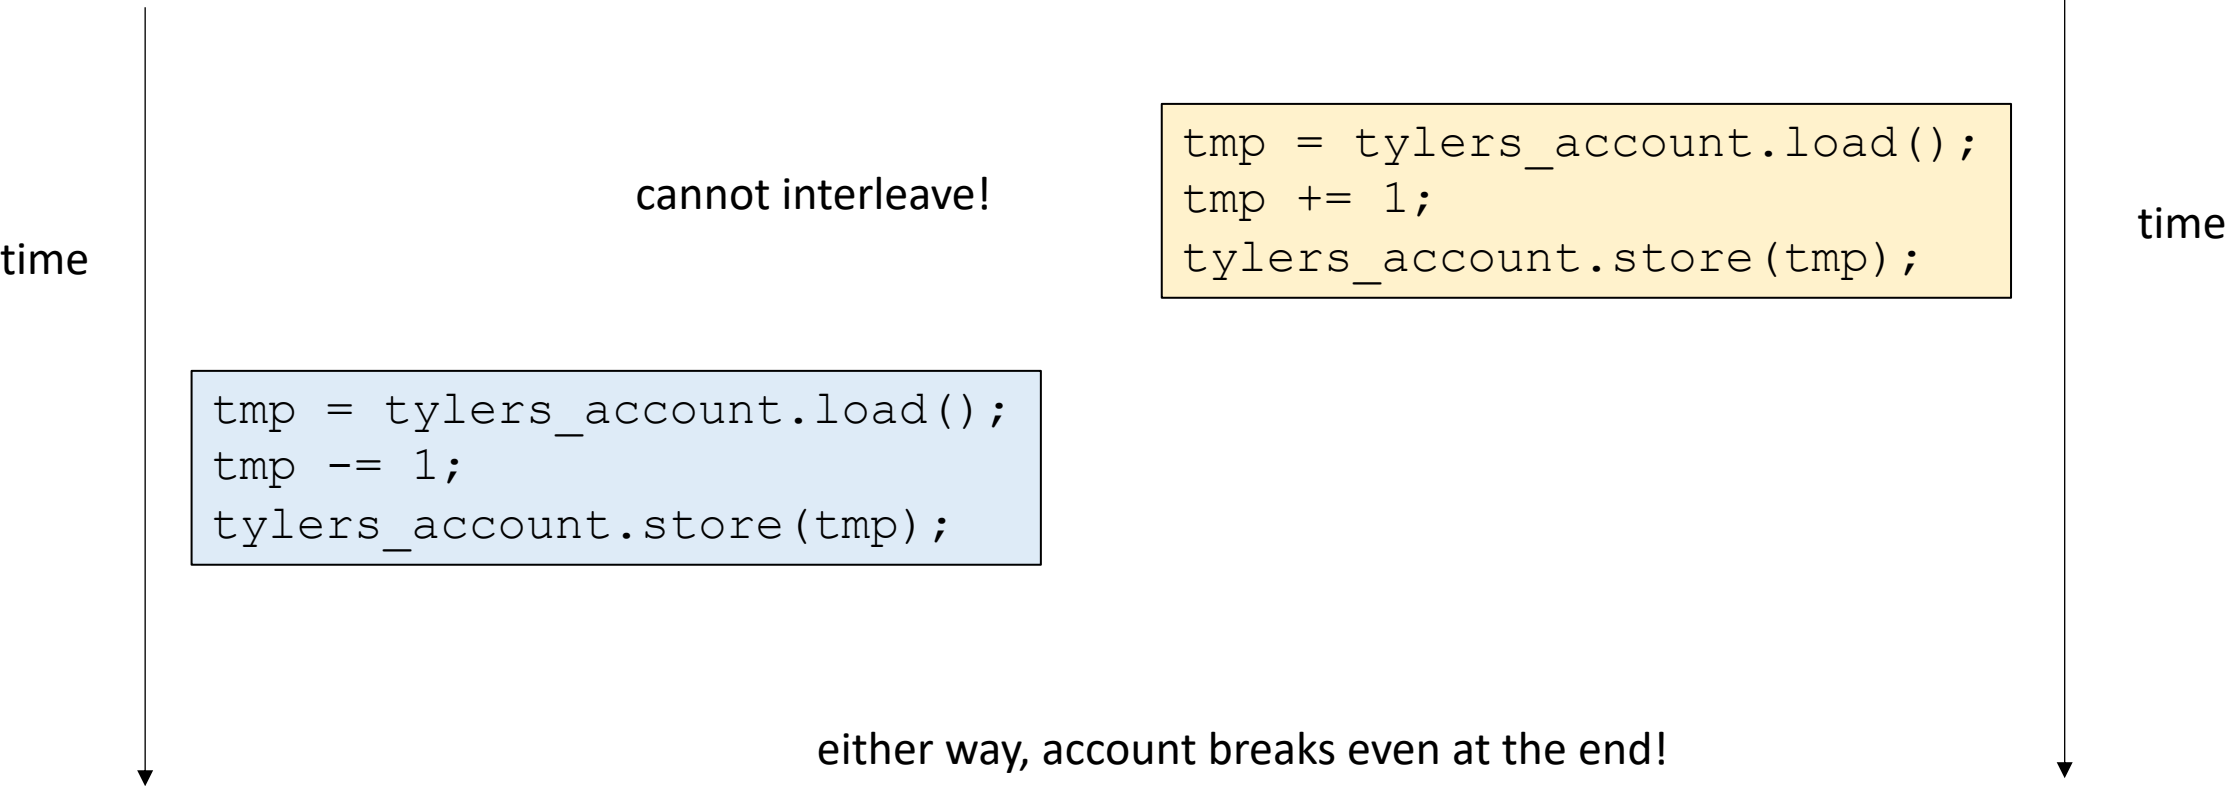 tmp = tylers_account.load();
tmp += 1;
tylers_account.store(tmp);
cannot interleave!
time
time
tmp = tylers_account.load();
tmp -= 1;
tylers_account.store(tmp);
either way, account breaks even at the end!